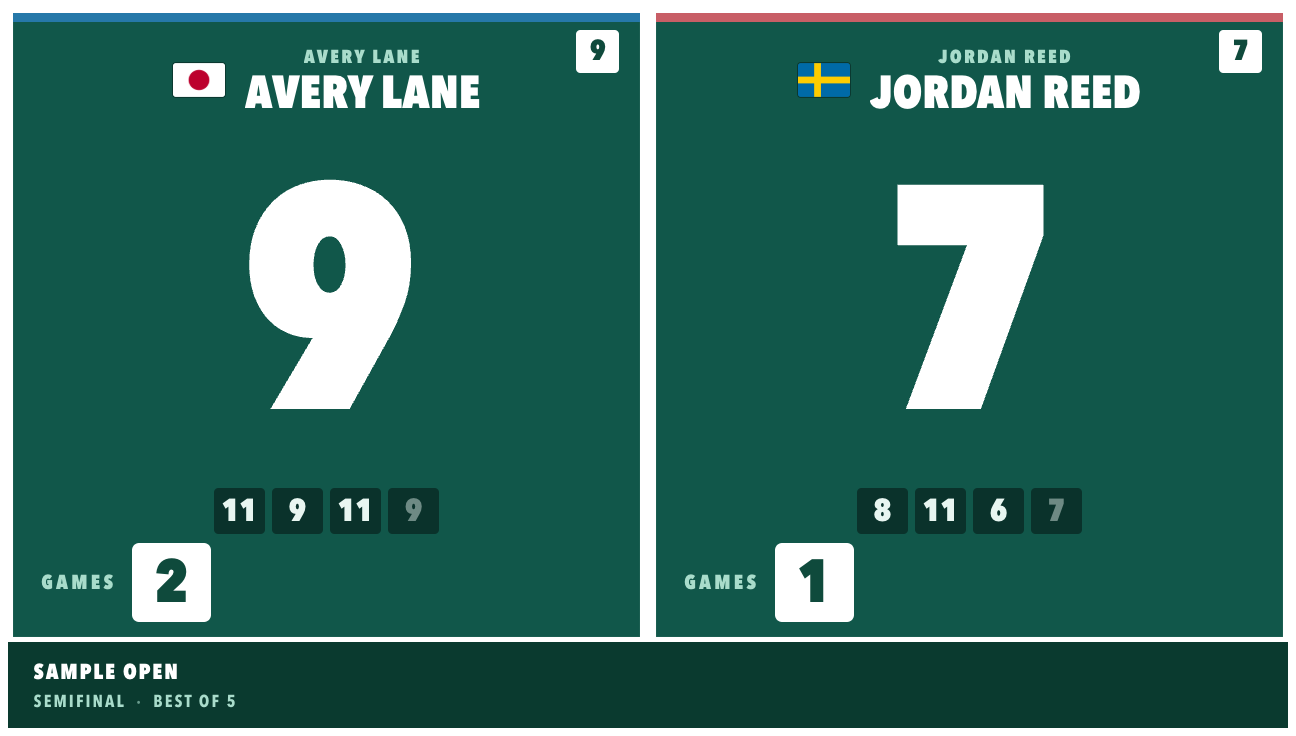 AVERY LANE
AVERY LANE
9
9
11 9 11 9
GAMES 2
JORDAN REED
JORDAN REED
7
7
8 11 6 7
GAMES 1
SAMPLE OPEN
SEMIFINAL · BEST OF 5